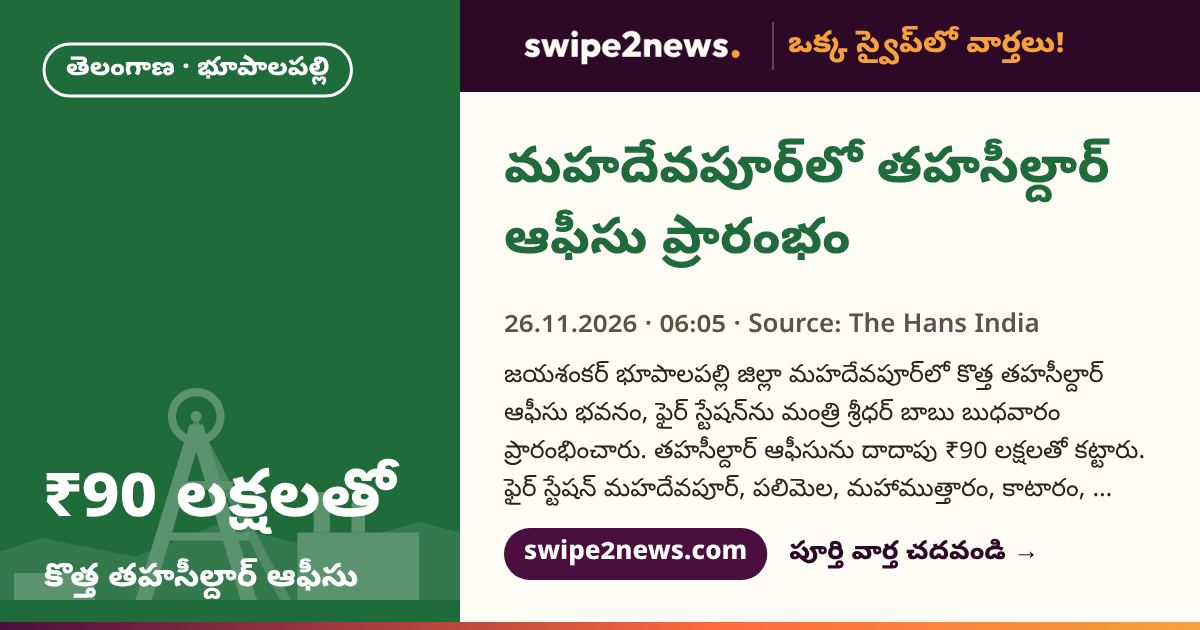 తెలంగాణ · భూపాలపల్లి
₹90 లక్షలతో
కొత్త తహసీల్దార్ ఆఫీసు
swipe2news.
ఒక్క స్వైప్‌లో వార్తలు!
మహదేవపూర్‌లో తహసీల్దార్
ఆఫీసు ప్రారంభం
26.11.2026 · 06:05 · Source: The Hans India
జయశంకర్ భూపాలపల్లి జిల్లా మహదేవపూర్‌లో కొత్త తహసీల్దార్
ఆఫీసు భవనం, ఫైర్ స్టేషన్‌ను మంత్రి శ్రీధర్ బాబు బుధవారం
ప్రారంభించారు. తహసీల్దార్ ఆఫీసును దాదాపు ₹90 లక్షలతో కట్టారు.
ఫైర్ స్టేషన్ మహదేవపూర్, పలిమెల, మహాముత్తారం, కాటారం, ...
swipe2news.com
పూర్తి వార్త చదవండి →